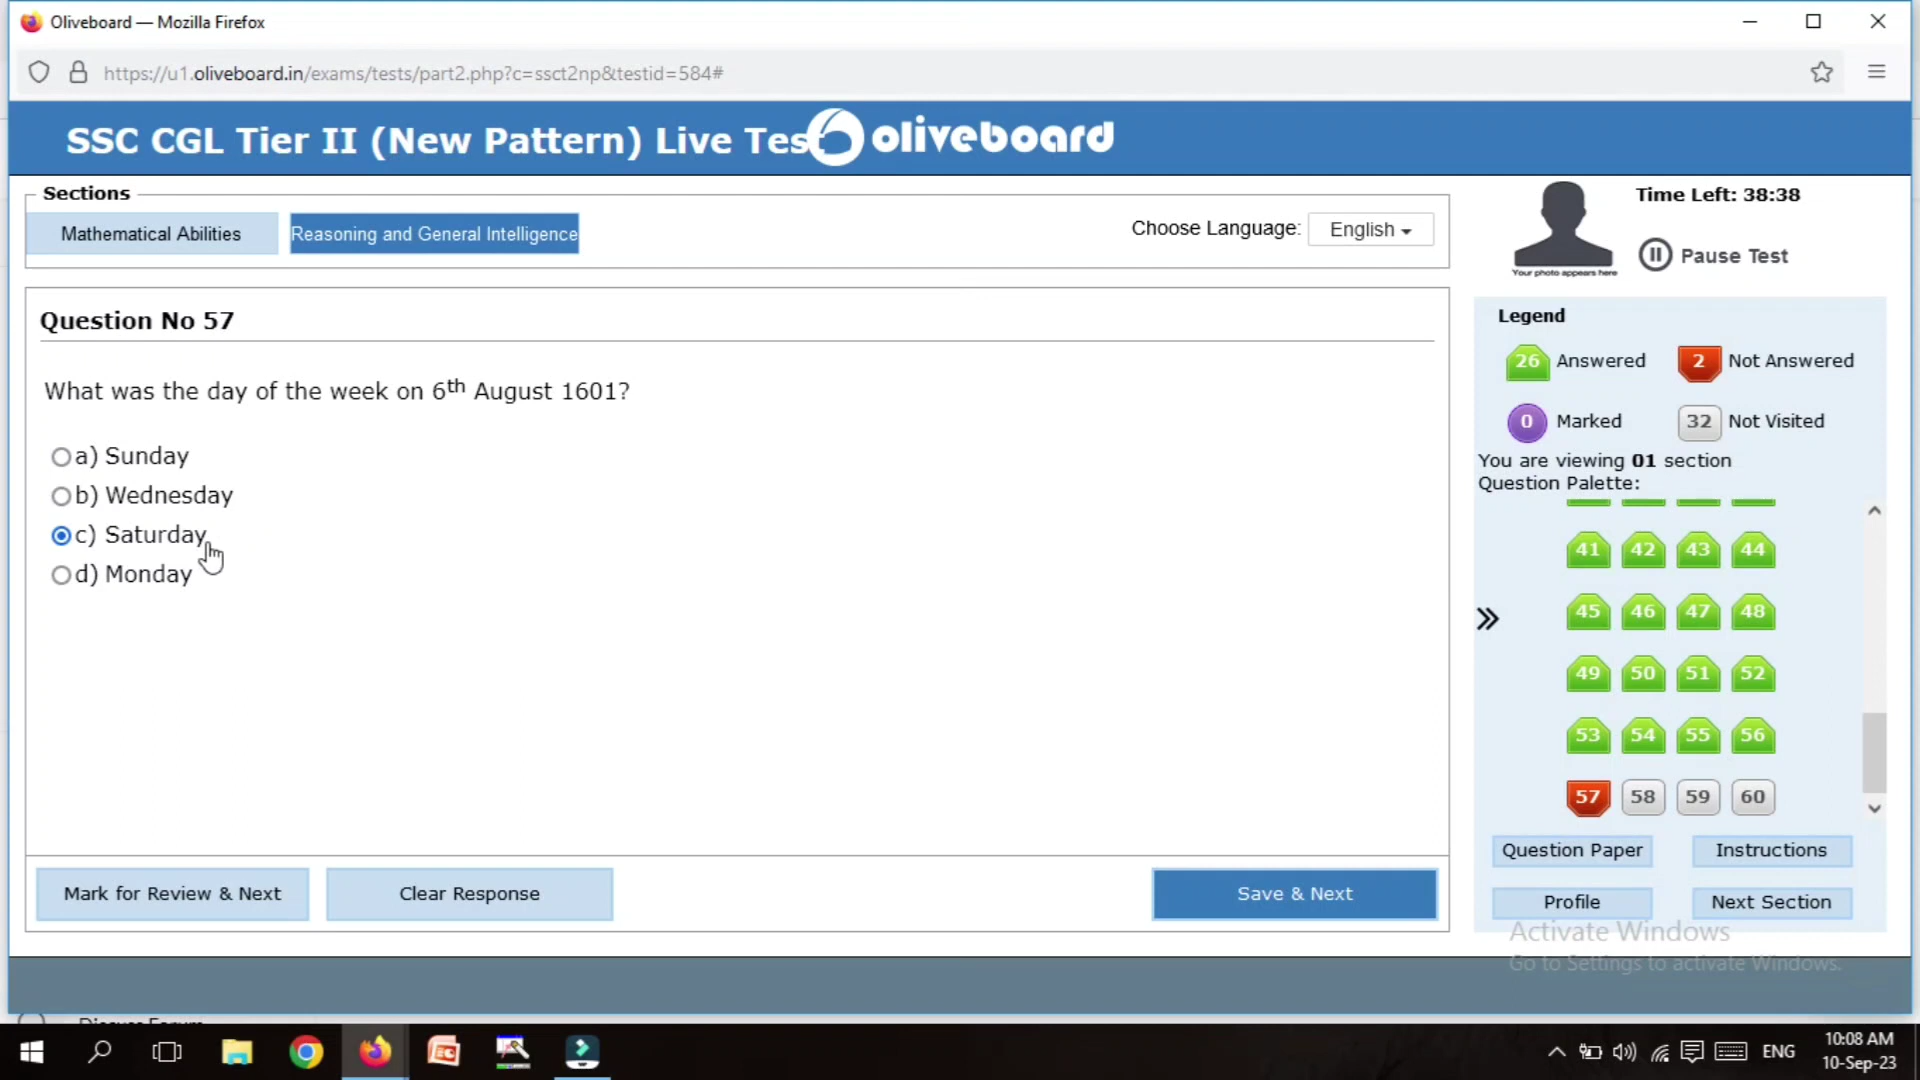 Oliveboard — Mozilla Firefox
https://u1.oliveboard.in/exams/tests/part2.php?c=ssct2np&testid=584#
SSC CGL Tier II (New Pattern) Live Tes
oliveboard
Sections
Mathematical Abilities
Reasoning and General Intelligence
Choose Language:
English
Time Left: 38:38
Pause Test
Your photo appears here
Question No 57
What was the day of the week on 6th August 1601?
a) Sunday
b) Wednesday
c) Saturday
d) Monday
Mark for Review & Next
Clear Response
Save & Next
Legend
26 Answered
2 Not Answered
0 Marked
32 Not Visited
You are viewing 01 section
Question Palette:
41 42 43 44
45 46 47 48
49 50 51 52
53 54 55 56
57 58 59 60
Question Paper
Instructions
Profile
Next Section
Activate Windows
Go to Settings to activate Windows.
ENG
10:08 AM
10-Sep-23